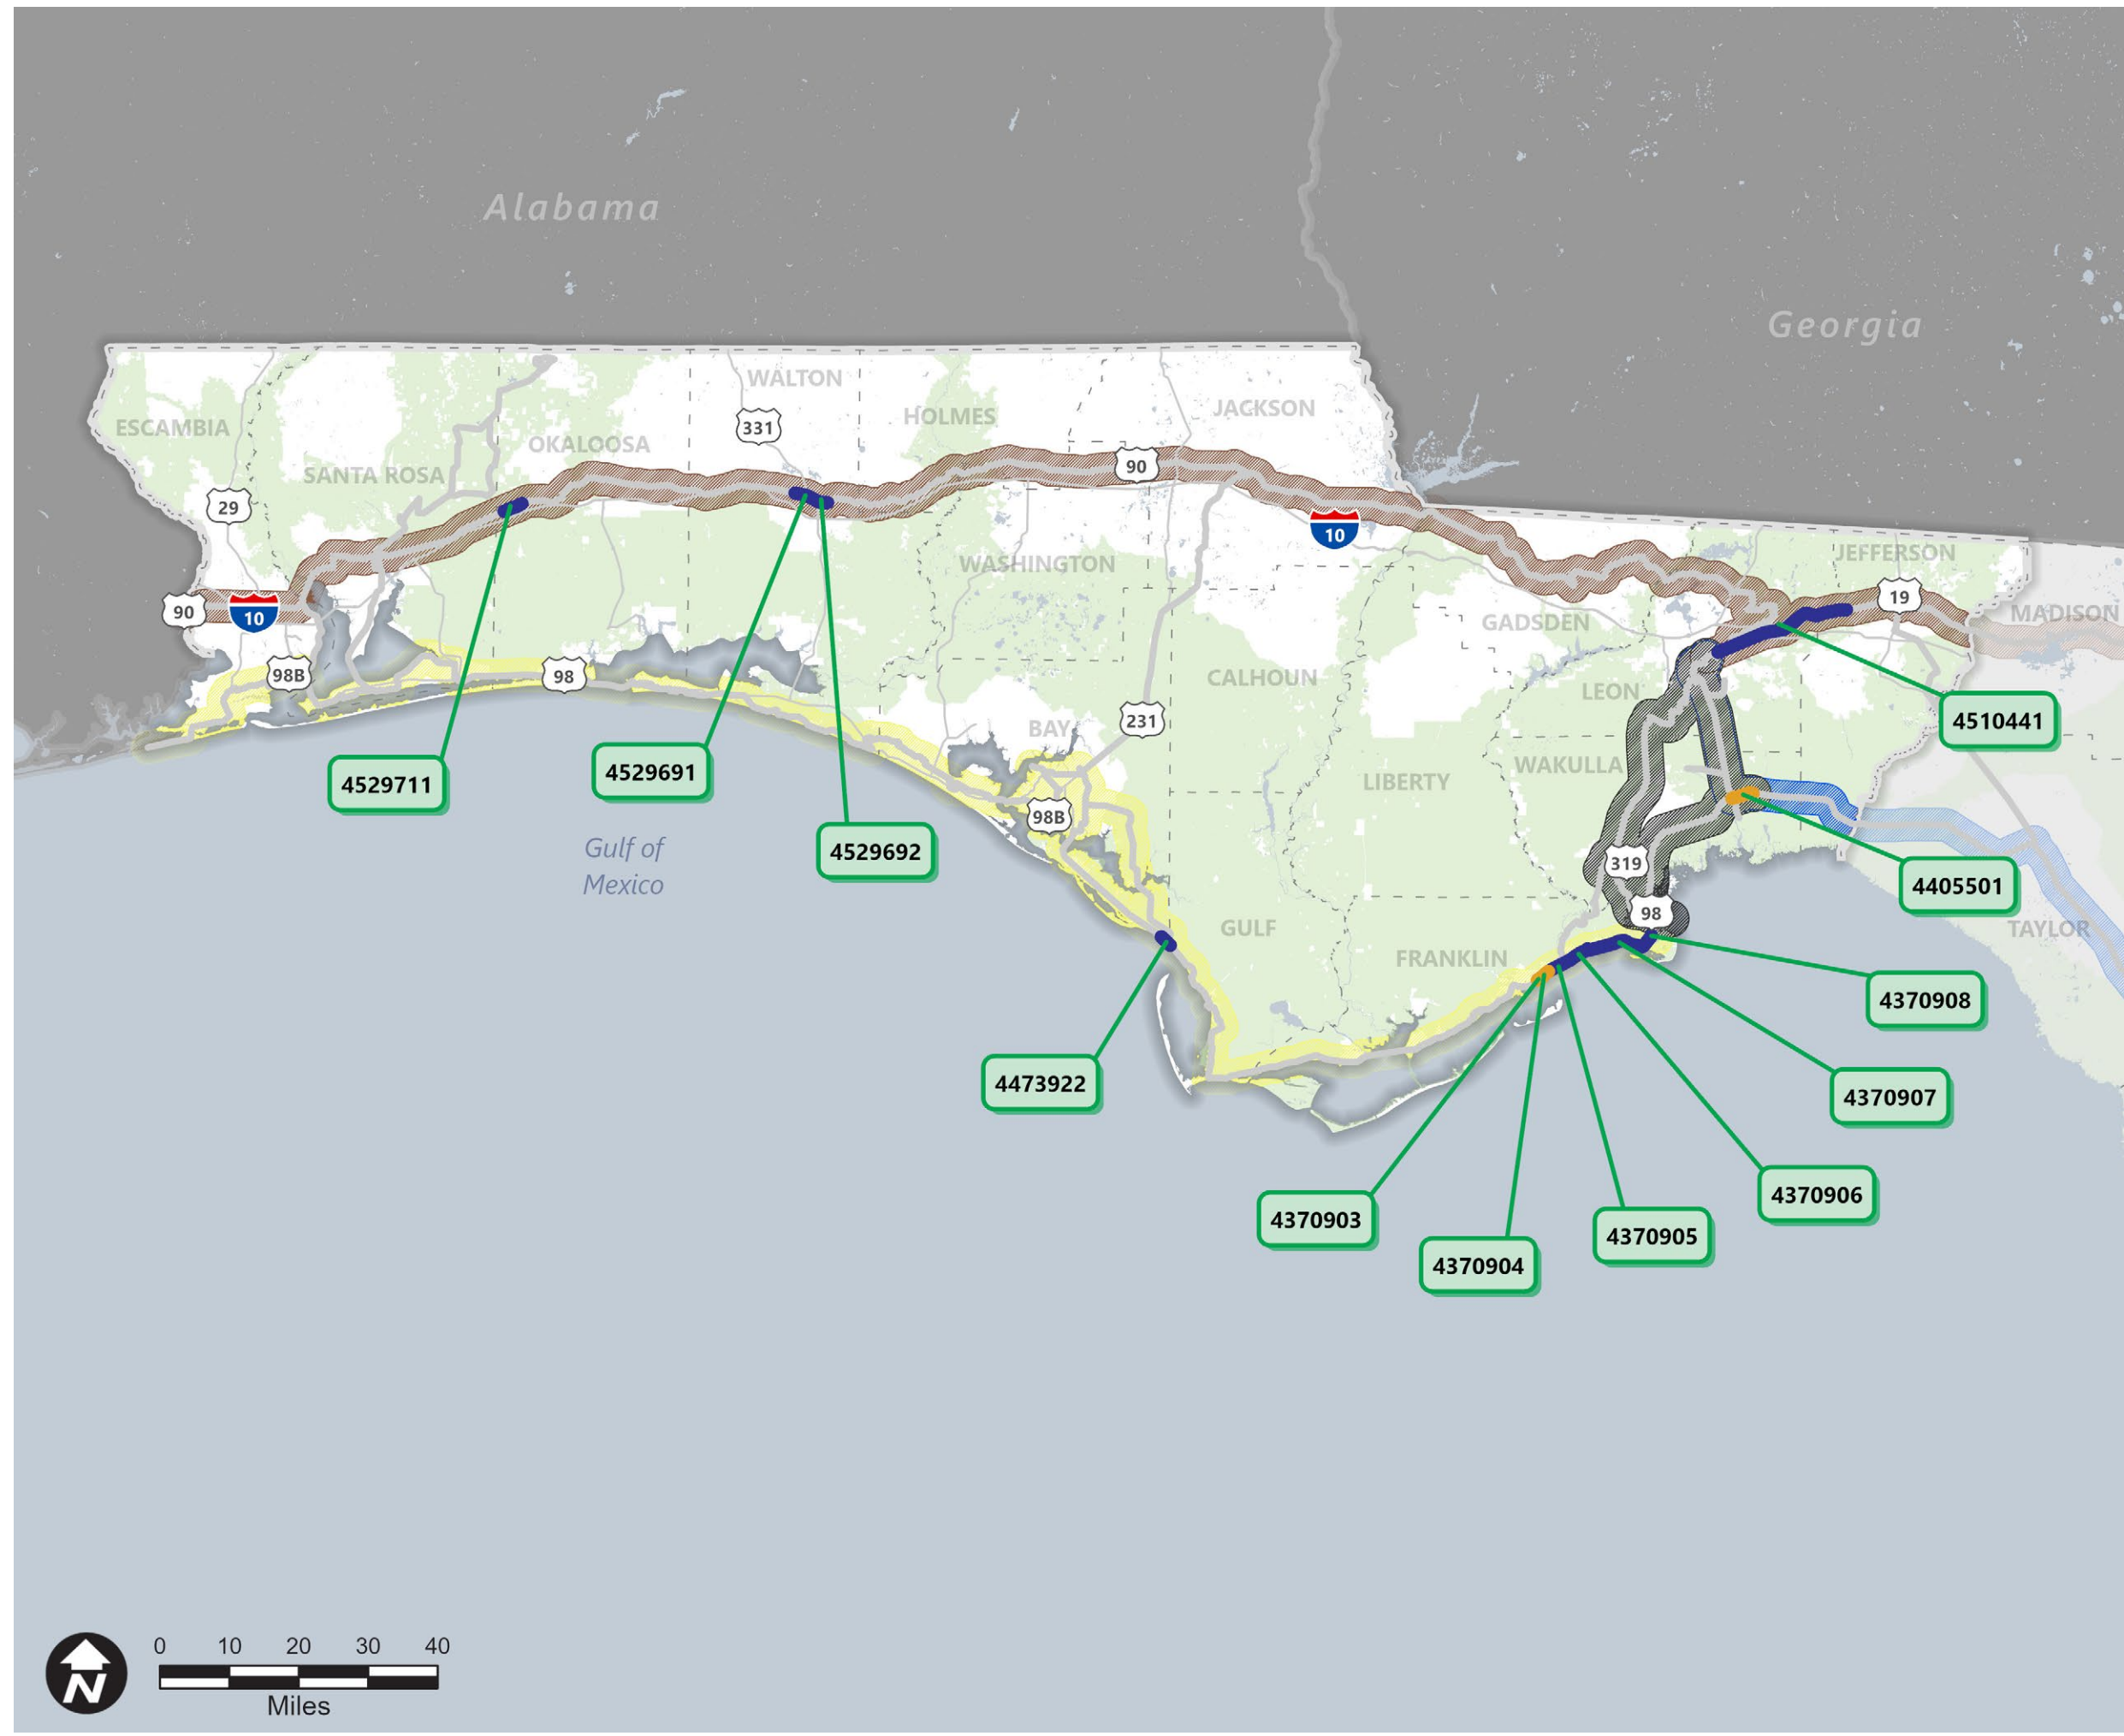 Alabama
Georgia
WALTON
HOLMES
JACKSON
ESCAMBIA
331
OKALOOSA
SANTA ROSA
90
29
10
JEFFERSON
WASHINGTON
19
90
10
GADSDEN
MADISON
98B
98
CALHOUN
LEON
231
4510441
BAY
WAKULLA
4529711
4529691
LIBERTY
98B
Gulf of
Mexico
4529692
319
4405501
98
GULF
TAYLOR
FRANKLIN
4370908
4473922
4370907
4370906
4370903
4370905
4370904
0 10 20 30 40
Miles
N